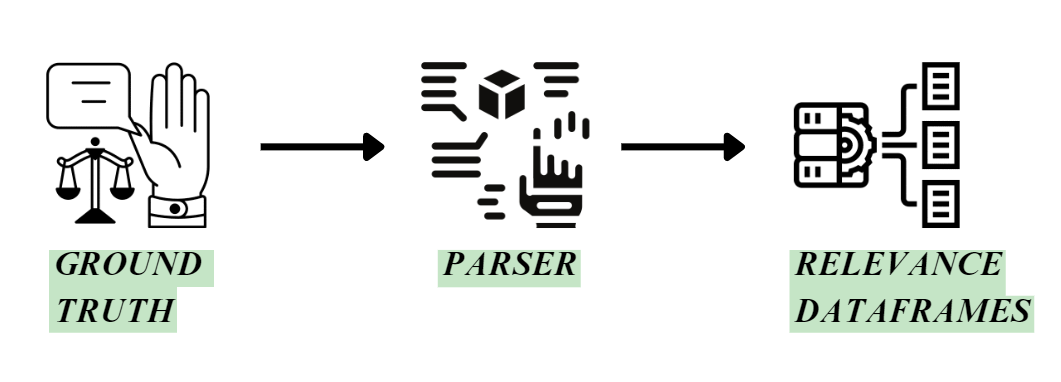 GROUND
TRUTH
PARSER
RELEVANCE
DATAFRAMES